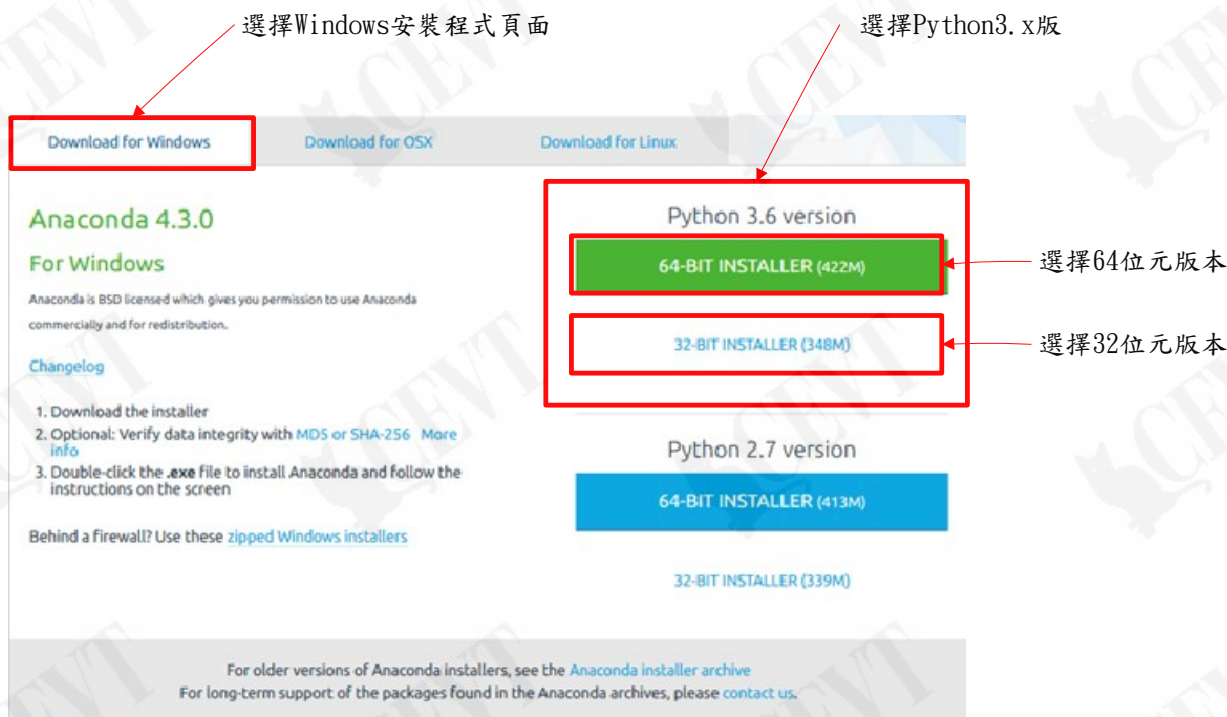 選擇Windows安裝程式頁面
選擇Python3.x版
Download for Windows
Download for OSX
Download for Linux
Anaconda 4.3.0
For Windows
Anaconda is BSD licensed which gives you permission to use Anaconda
commercially and for redistribution.
Changelog
1. Download the installer
2. Optional: Verify data integrity with MD5 or SHA-256 More
info
3. Double-click the .exe file to install Anaconda and follow the
instructions on the screen
Behind a firewall? Use these zipped Windows installers
Python 3.6 version
64-BIT INSTALLER (422M)
選擇64位元版本
32-BIT INSTALLER (348M)
選擇32位元版本
Python 2.7 version
64-BIT INSTALLER (413M)
32-BIT INSTALLER (339M)
For older versions of Anaconda installers, see the Anaconda installer archive
For long-term support of the packages found in the Anaconda archives, please contact us.
CEVT